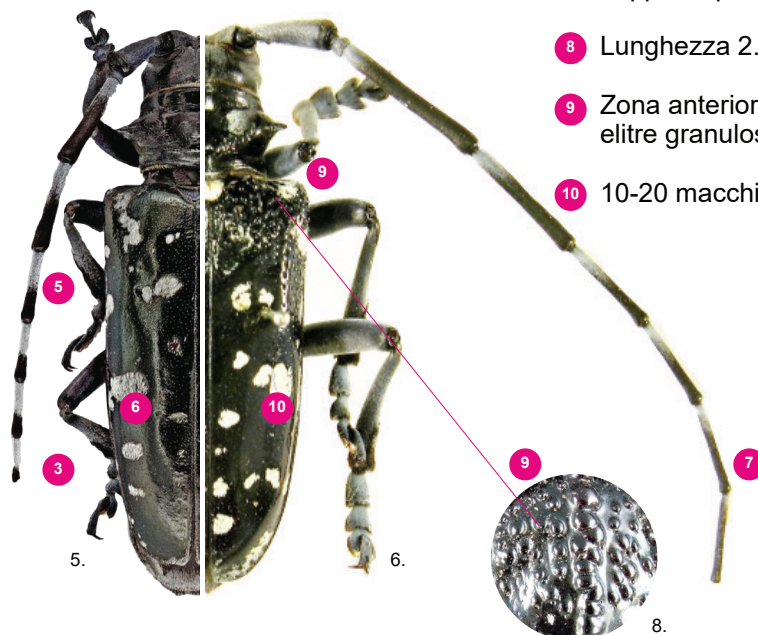 8 Lunghezza 2.
9 Zona anterior
elitre granulos
10 10-20 macchi
9
5
6
10
3
9
7
5.
6.
8.